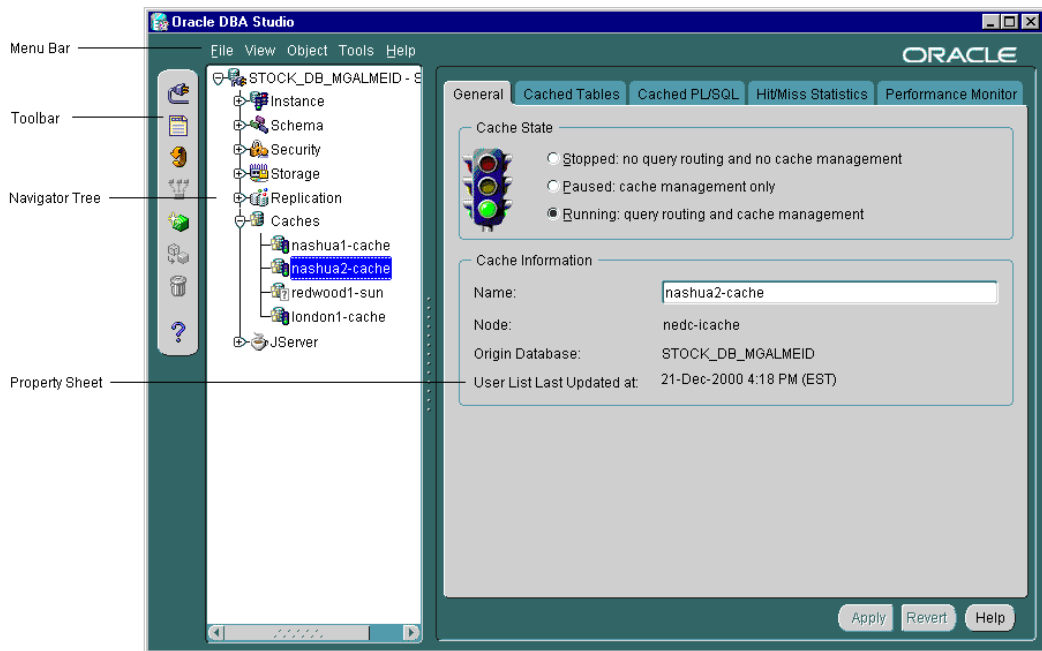 Oracle DBA Studio
Menu Bar
File View Object Tools Help
ORACLE
Toolbar
Navigator Tree
Property Sheet
STOCK_DB_MGALMEID - S
Instance
Schema
Security
Storage
Replication
Caches
nashua1-cache
nashua2-cache
redwood1-sun
london1-cache
JServer
General Cached Tables Cached PL/SQL Hit/Miss Statistics Performance Monitor
Cache State
Stopped: no query routing and no cache management
Paused: cache management only
Running: query routing and cache management
Cache Information
Name: nashua2-cache
Node: nedc-icache
Origin Database: STOCK_DB_MGALMEID
User List Last Updated at: 21-Dec-2000 4:18 PM (EST)
Apply Revert Help